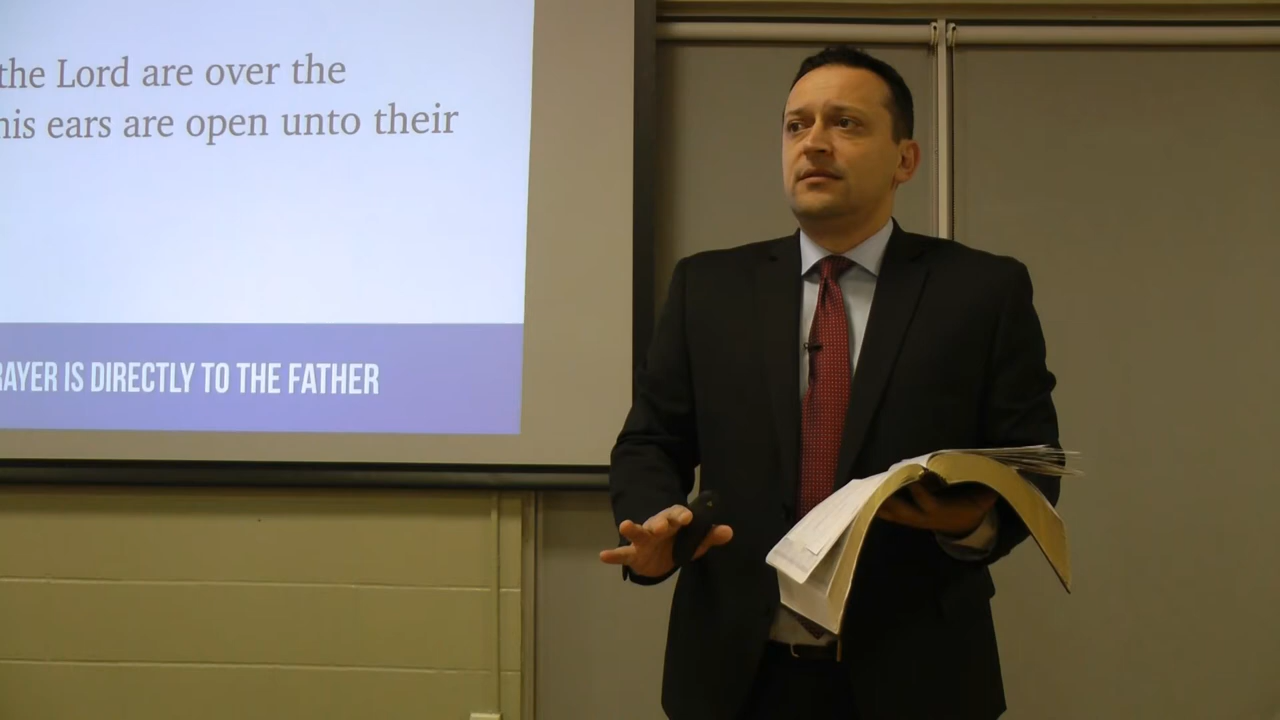 the Lord are over the
his ears are open unto their
RAYER IS DIRECTLY TO THE FATHER